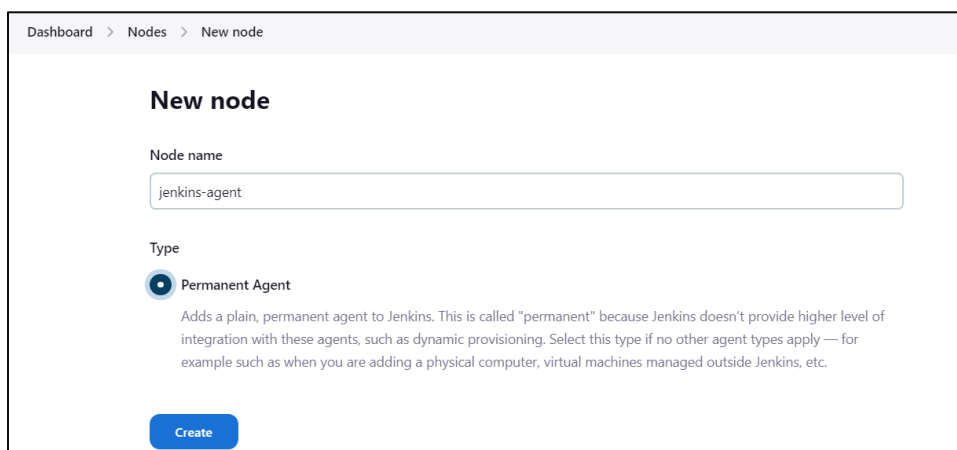 Dashboard > Nodes > New node
New node
Node name
jenkins-agent
Type
Permanent Agent
Adds a plain, permanent agent to Jenkins. This is called "permanent" because Jenkins doesn't provide higher level of
integration with these agents, such as dynamic provisioning. Select this type if no other agent types apply — for
example such as when you are adding a physical computer, virtual machines managed outside Jenkins, etc.
Create